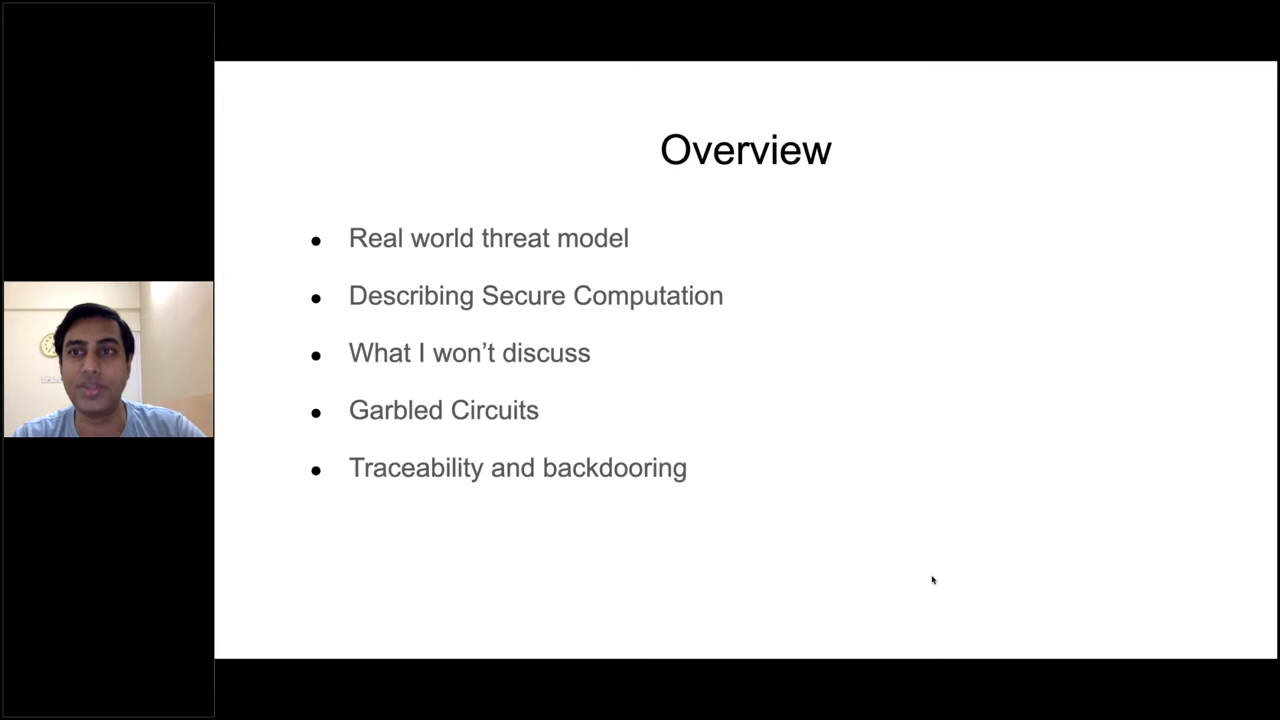 Overview
● Real world threat model
● Describing Secure Computation
● What I won’t discuss
● Garbled Circuits
● Traceability and backdooring